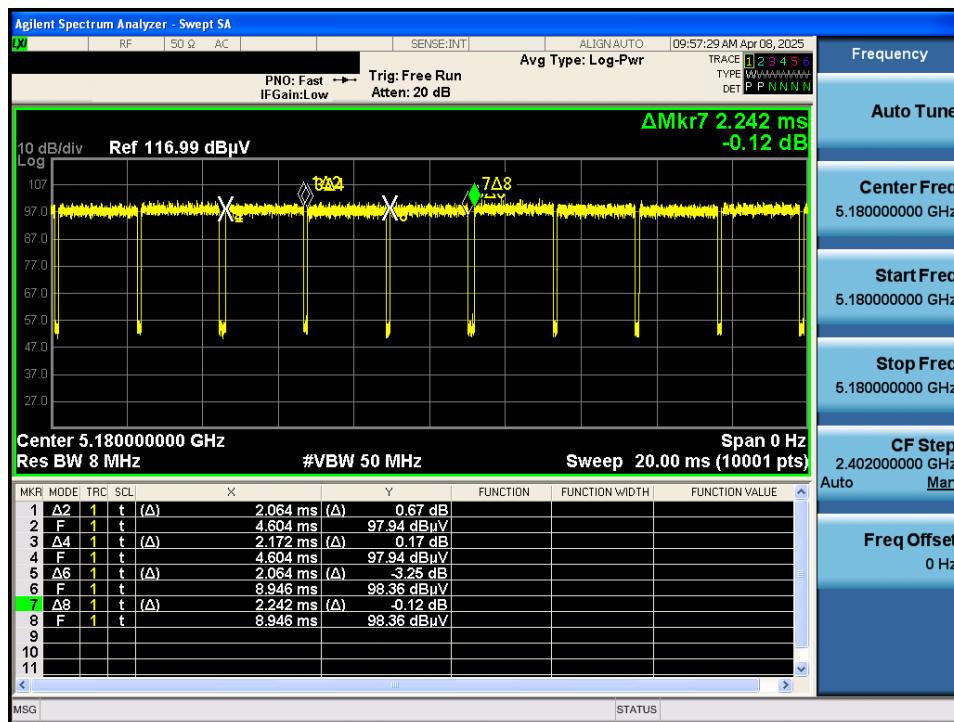 Agilent Spectrum Analyzer - Swept SA
LXI RF 50 Ω AC SENSE:INT ALIGN AUTO 09:57:29 AM Apr 08, 2025
Frequency
Avg Type: Log-Pwr
TRACE 1 2 3 4 5 6
TYPE
DET P P N N N N
PNO: Fast
IFGain:Low
Trig: Free Run
Atten: 20 dB
Auto Tune
ΔMkr7 2.242 ms
-0.12 dB
10 dB/div
Log
Ref 116.99 dBµV
107
97.0
87.0
77.0
67.0
57.0
47.0
37.0
27.0
7Δ8
Center Freq
5.180000000 GHz
Start Freq
5.180000000 GHz
Stop Freq
5.180000000 GHz
Center 5.180000000 GHz
Span 0 Hz
Res BW 8 MHz
#VBW 50 MHz
Sweep 20.00 ms (10001 pts)
CF Step
2.402000000 GHz
Auto Man
MKR MODE TRC SCL X Y FUNCTION FUNCTION WIDTH FUNCTION VALUE
1 Δ2 1 t (Δ) 2.064 ms (Δ) 0.67 dB
2 F 1 t 4.604 ms 97.94 dBµV
3 Δ4 1 t (Δ) 2.172 ms (Δ) 0.17 dB
4 F 1 t 4.604 ms 97.94 dBµV
5 Δ6 1 t (Δ) 2.064 ms (Δ) -3.25 dB
6 F 1 t 8.946 ms 98.36 dBµV
7 Δ8 1 t (Δ) 2.242 ms (Δ) -0.12 dB
8 F 1 t 8.946 ms 98.36 dBµV
9
10
11
Freq Offset
0 Hz
MSG
STATUS